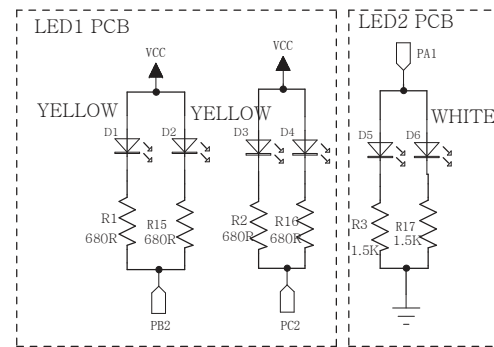 LED1 PCB
LED2 PCB
VCC
VCC
PA1
YELLOW
YELLOW
WHITE
D1
D2
D3
D4
D5
D6
R1
680R
R15
680R
R2
680R
R16
680R
R3
1.5K
R17
1.5K
PB2
PC2